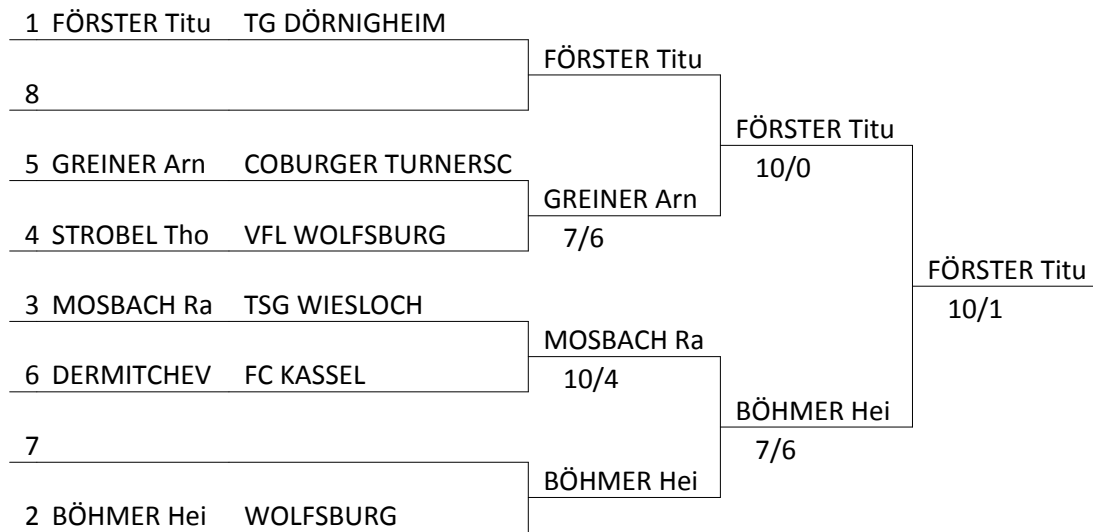 1 FÖRSTER Titu TG DÖRNIGHEIM
FÖRSTER Titu
8
FÖRSTER Titu
10/0
5 GREINER Arn COBURGER TURNERSC
GREINER Arn
7/6
4 STROBEL Tho VFL WOLFSBURG
FÖRSTER Titu
10/1
3 MOSBACH Ra TSG WIESLOCH
MOSBACH Ra
10/4
6 DERMITCHEV FC KASSEL
BÖHMER Hei
7/6
7
BÖHMER Hei
2 BÖHMER Hei WOLFSBURG